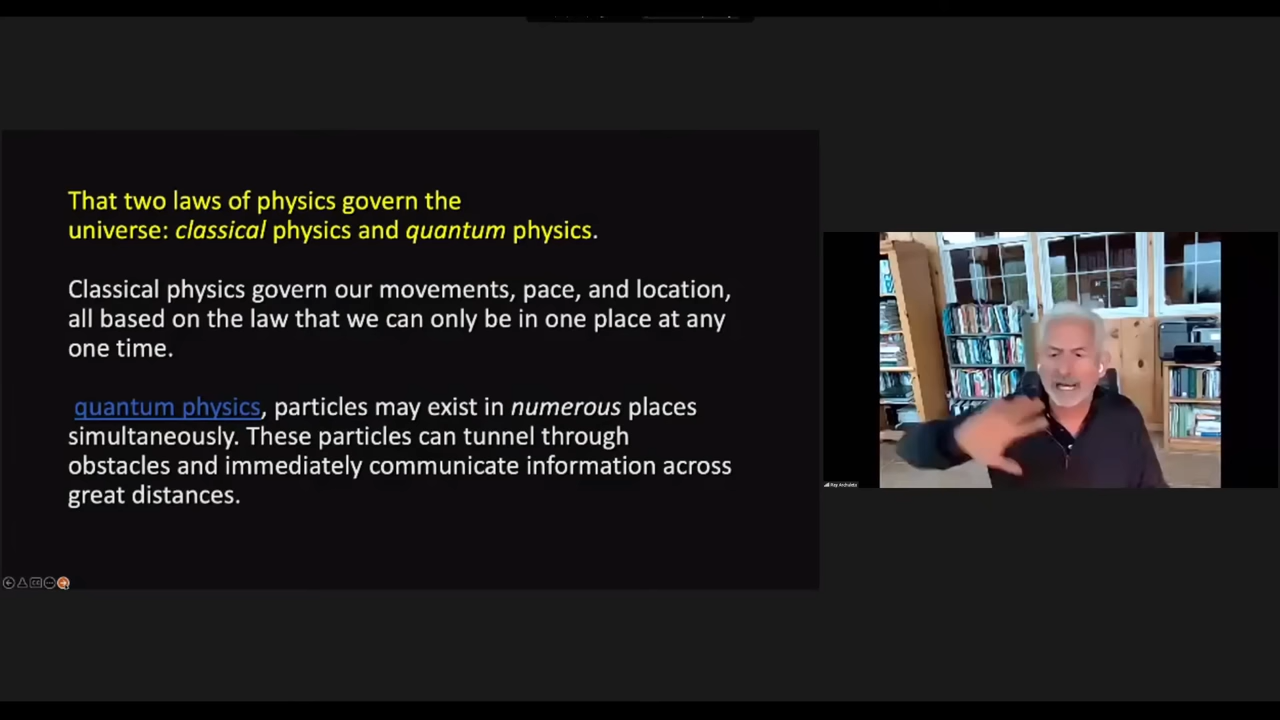 That two laws of physics govern the
universe: classical physics and quantum physics.
Classical physics govern our movements, pace, and location,
all based on the law that we can only be in one place at any
one time.
quantum physics, particles may exist in numerous places
simultaneously. These particles can tunnel through
obstacles and immediately communicate information across
great distances.
Ray Archuleta